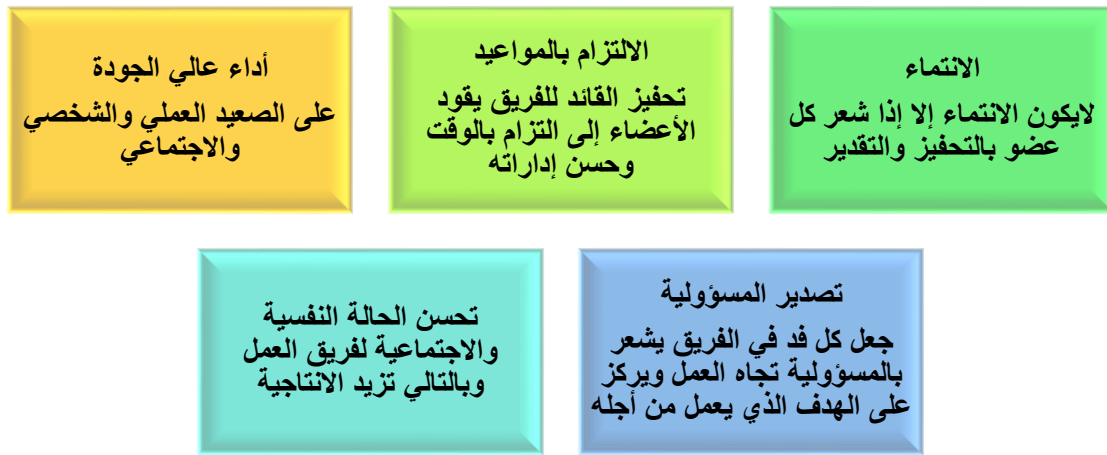 الانتماء
لايكون الانتماء إلا إذا شعر كل
عضو بالتحفيز والتقدير
الالتزام بالمواعيد
تحفيز القائد للفريق يقود
الأعضاء إلى التزام بالوقت
وحسن إداراته
أداء عالي الجودة
على الصعيد العملي والشخصي
والاجتماعي
تصدير المسؤولية
جعل كل فد في الفريق يشعر
بالمسؤولية تجاه العمل ويركز
على الهدف الذي يعمل من أجله
تحسن الحالة النفسية
والاجتماعية لفريق العمل
وبالتالي تزيد الانتاجية